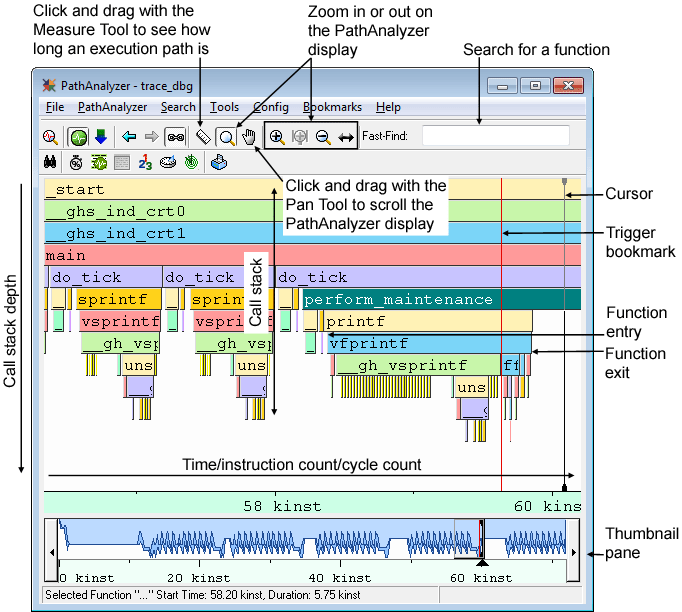 Click and drag with the
Measure Tool to see how
long an execution path is
Zoom in or out on
the PathAnalyzer
display
Search for a function
PathAnalyzer - trace_dbg
File PathAnalyzer Search Tools Config Bookmarks Help
Fast-Find:
Click and drag with the
Pan Tool to scroll the
PathAnalyzer display
Cursor
Trigger
bookmark
Function
entry
Function
exit
Call stack depth
Call stack
_start
__ghs_ind_crt0
__ghs_ind_crt1
main
do_tick do_tick do_tick
sprintf spri perform_maintenance
vsprintf vspri printf
__gh_vsp __gh_vsp vfprintf
uns uns __gh_vsprintf ff
uns
Time/instruction count/cycle count
58 kinst 60 kins
Thumbnail
pane
0 kinst 20 kinst 40 kinst 60 kinst
Selected Function "..." Start Time: 58.20 kinst, Duration: 5.75 kinst